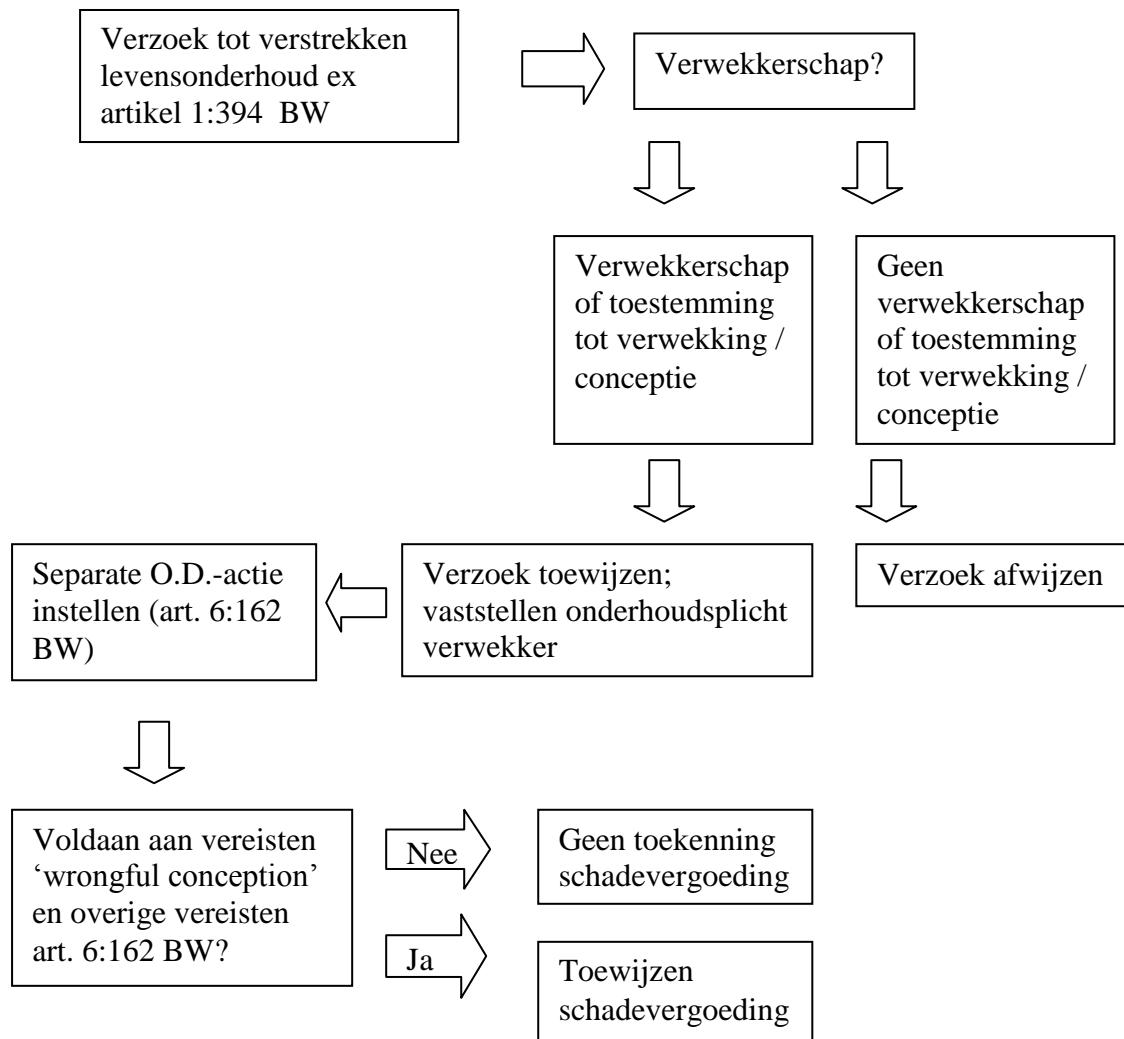 Verzoek tot verstrekken
levensonderhoud ex
artikel 1:394 BW
Verwekkerschap?
Verwekkerschap
of toestemming
tot verwekking /
conceptie
Geen
verwekkerschap
of toestemming
tot verwekking /
conceptie
Separate O.D.-actie
instellen (art. 6:162
BW)
Verzoek toewijzen;
vaststellen onderhoudsplicht
verwekker
Verzoek afwijzen
Voldaan aan vereisten
‘wrongful conception’
en overige vereisten
art. 6:162 BW?
Nee
Geen toekenning
schadevergoeding
Ja
Toewijzen
schadevergoeding